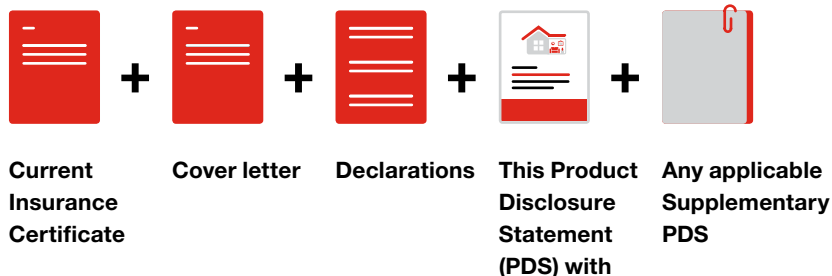 Current
Insurance
Certificate
Cover letter
Declarations
This Product
Disclosure
Statement
(PDS) with
Any applicable
Supplementary
PDS